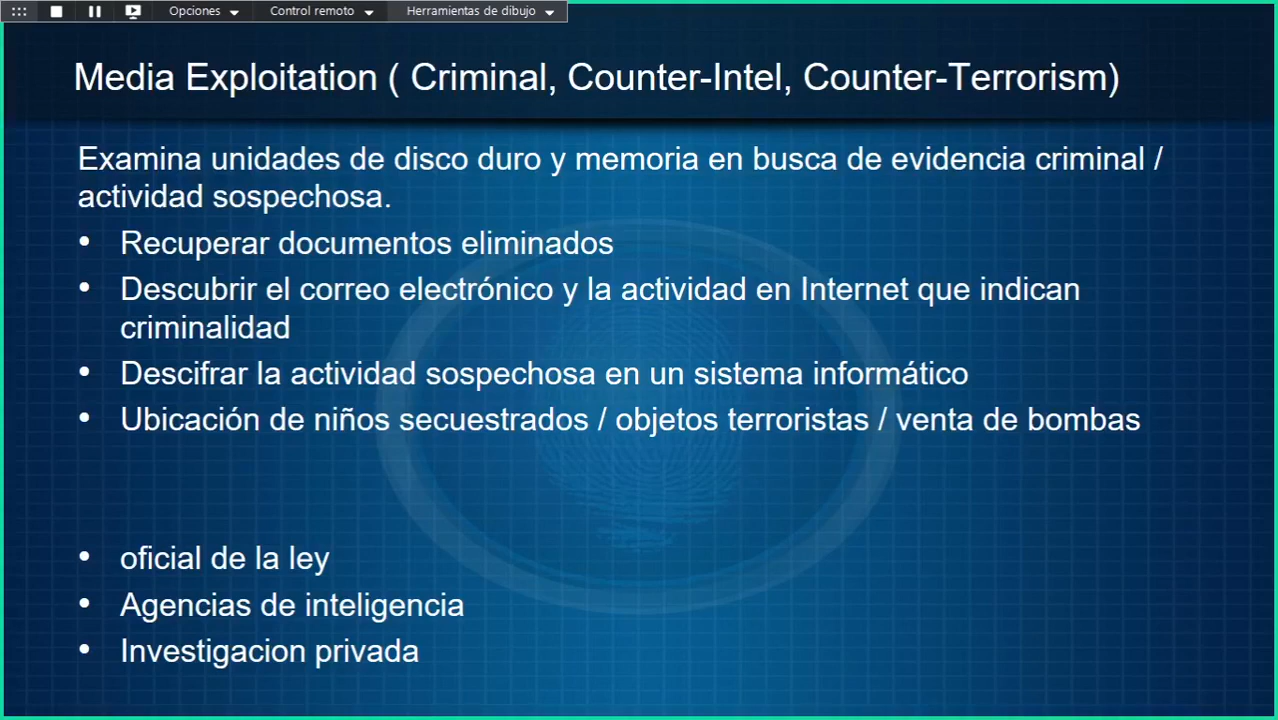 Opciones Control remoto Herramientas de dibujo
Media Exploitation ( Criminal, Counter-Intel, Counter-Terrorism)
Examina unidades de disco duro y memoria en busca de evidencia criminal /
actividad sospechosa.
• Recuperar documentos eliminados
• Descubrir el correo electrónico y la actividad en Internet que indican
criminalidad
• Descifrar la actividad sospechosa en un sistema informático
• Ubicación de niños secuestrados / objetos terroristas / venta de bombas
• oficial de la ley
• Agencias de inteligencia
• Investigacion privada